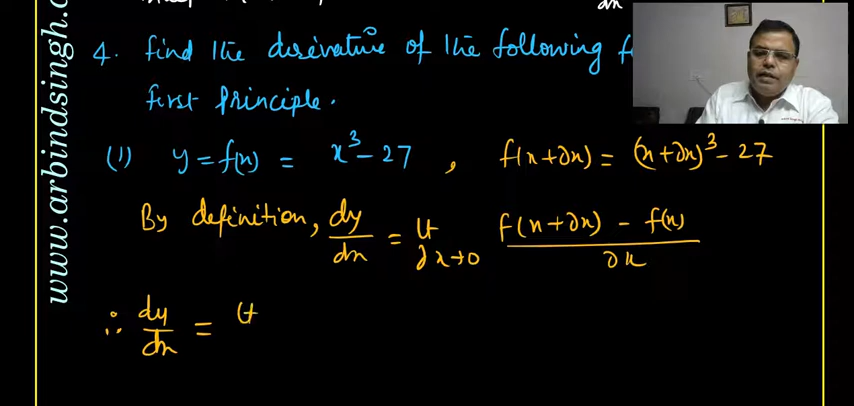 dx
4. Find the derivative of the following
first principle.
(1) y = f(x) = x³ - 27 , f(x+∂x) = (x+∂x)³ - 27
By definition, dy/dx = lt ∂x→0 f(x+∂x) - f(x) / ∂x
∴ dy/dx = lt
www.arbindsingh.c